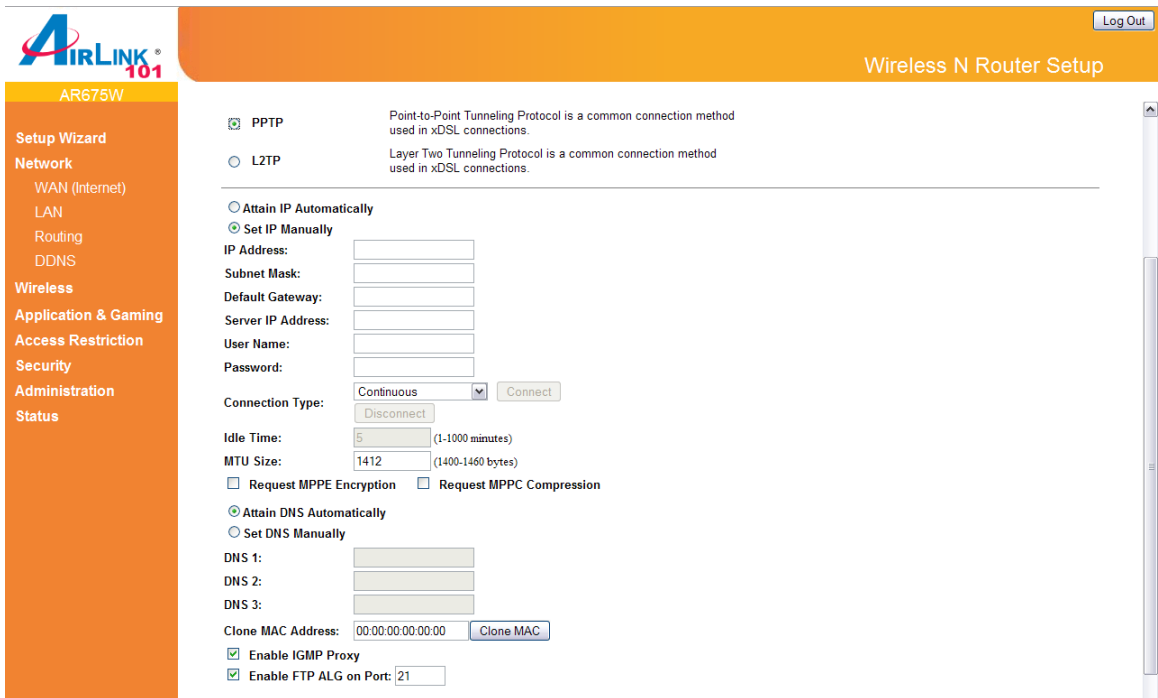 AIRLINK ®
101
Log Out
Wireless N Router Setup
AR675W
Setup Wizard
Network
WAN (Internet)
LAN
Routing
DDNS
Wireless
Application & Gaming
Access Restriction
Security
Administration
Status
PPTP
Point-to-Point Tunneling Protocol is a common connection method
used in xDSL connections.
L2TP
Layer Two Tunneling Protocol is a common connection method
used in xDSL connections.
Attain IP Automatically
Set IP Manually
IP Address:
Subnet Mask:
Default Gateway:
Server IP Address:
User Name:
Password:
Connection Type: Continuous Connect
Disconnect
Idle Time: 5 (1-1000 minutes)
MTU Size: 1412 (1400-1460 bytes)
Request MPPE Encryption Request MPPC Compression
Attain DNS Automatically
Set DNS Manually
DNS 1:
DNS 2:
DNS 3:
Clone MAC Address: 00:00:00:00:00:00 Clone MAC
Enable IGMP Proxy
Enable FTP ALG on Port: 21